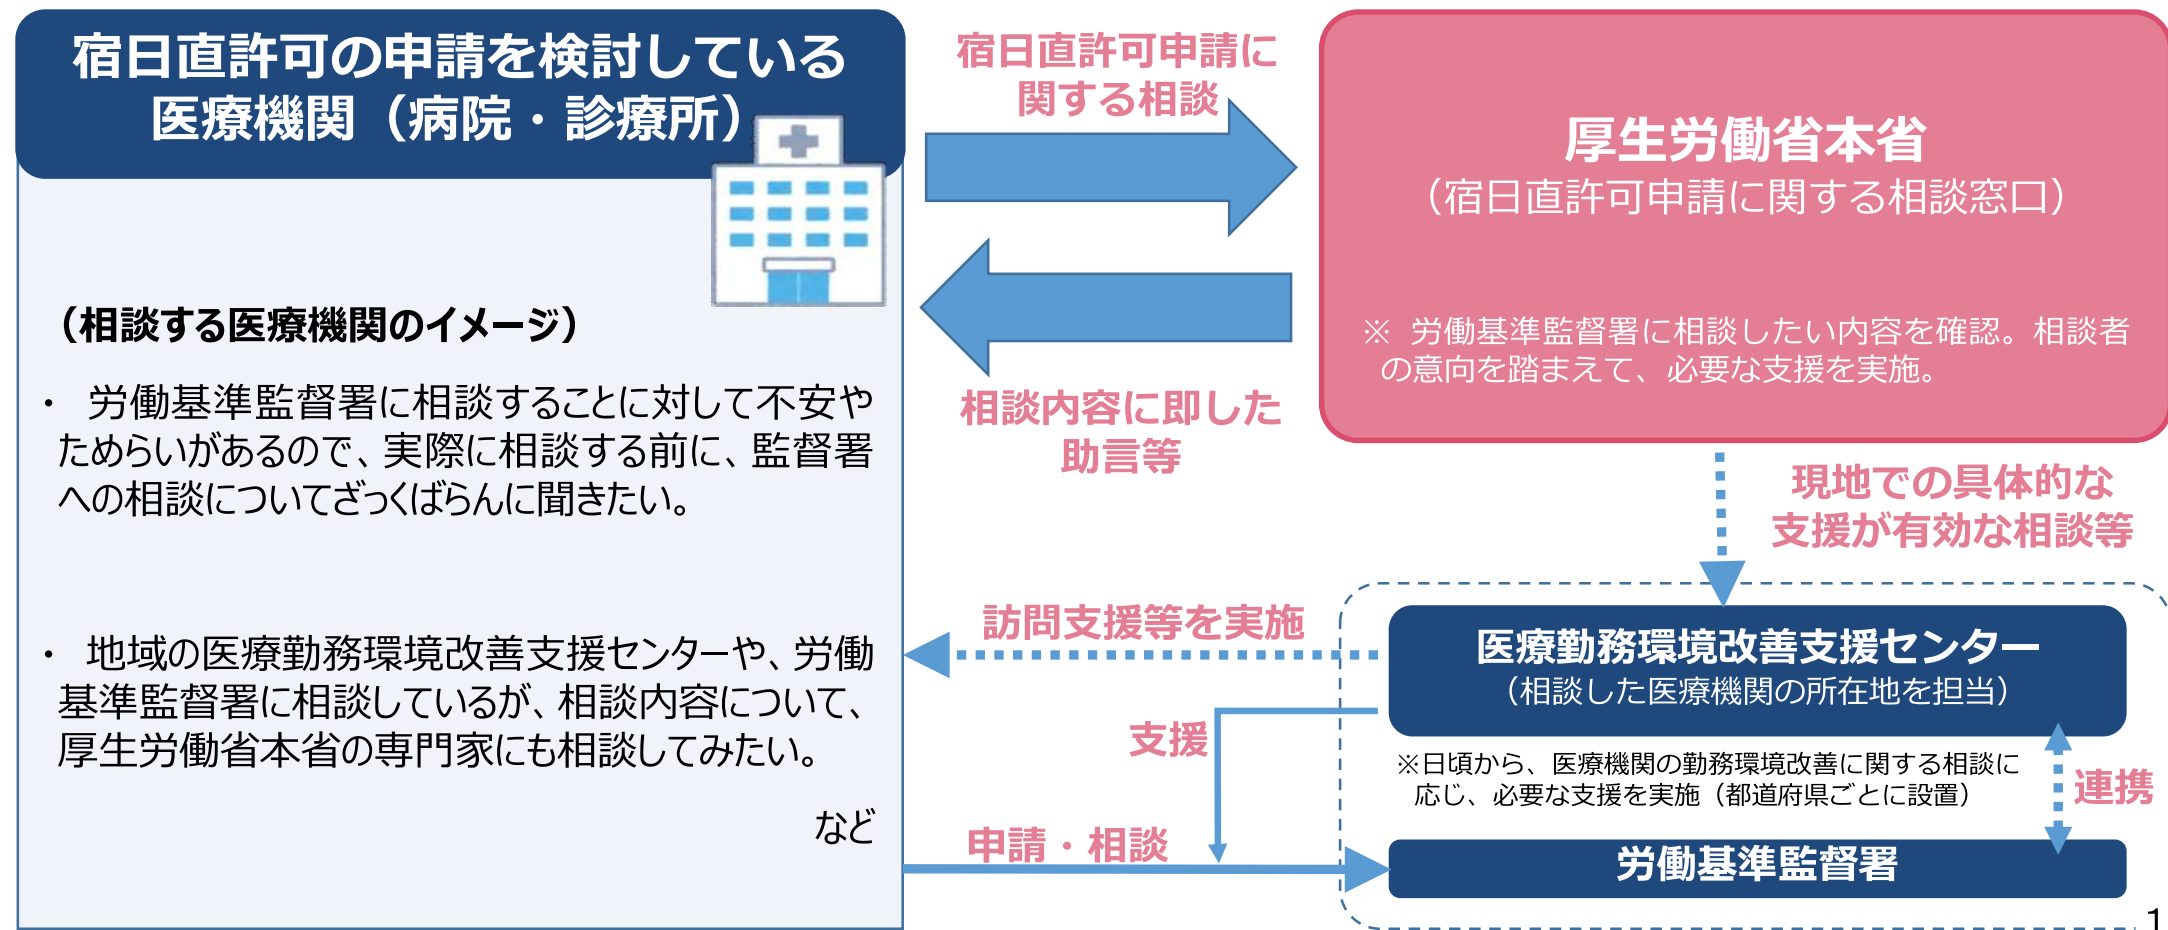 宿日直許可の申請を検討している
医療機関（病院・診療所）
（相談する医療機関のイメージ）
・ 労働基準監督署に相談することに対して不安や
ためらいがあるので、実際に相談する前に、監督署
への相談についてざっくばらんに聞きたい。
・ 地域の医療勤務環境改善支援センターや、労働
基準監督署に相談しているが、相談内容について、
厚生労働省本省の専門家にも相談してみたい。
など
宿日直許可申請に
関する相談
相談内容に即した
助言等
厚生労働省本省
（宿日直許可申請に関する相談窓口）
※ 労働基準監督署に相談したい内容を確認。相談者
の意向を踏まえて、必要な支援を実施。
現地での具体的な
支援が有効な相談等
訪問支援等を実施
医療勤務環境改善支援センター
（相談した医療機関の所在地を担当）
支援
※日頃から、医療機関の勤務環境改善に関する相談に
応じ、必要な支援を実施（都道府県ごとに設置）
連携
申請・相談
労働基準監督署
1